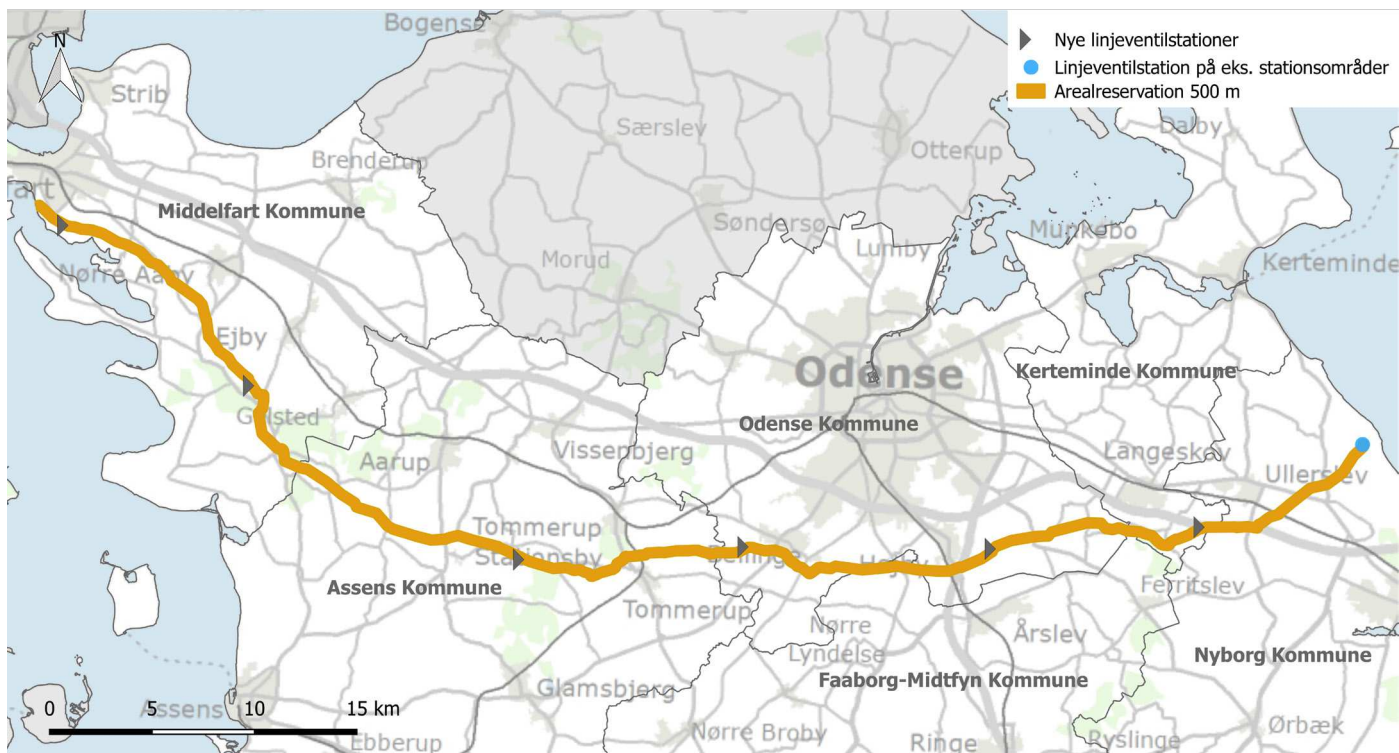 Bogense
Nye linjeventilstationer
Linjeventilstation på eks. stationsområder
Arealreservation 500 m
N
Strib
Særslev
Dalby
Otterup
Brenderup
art
Middelfart Kommune
Søndersø
Munkebo
Lumby
Kerteminde
Morud
Nørre Aaby
Ejby
Odense
Kerteminde Kommune
Gelsted
Odense Kommune
Aarup
Vissenbjerg
Langeskov
Ullerslev
Tommerup
Stationsby
Bellinge
Højby
Assens Kommune
Ferritslev
Tommerup
Nørre
Lyndelse
Årslev
Nyborg Kommune
Faaborg-Midtfyn Kommune
Glamsbjerg
0 5 10 15 km
Assens
Nørre Broby
Ørbæk
Ebberup
Ringe
Ryslinge